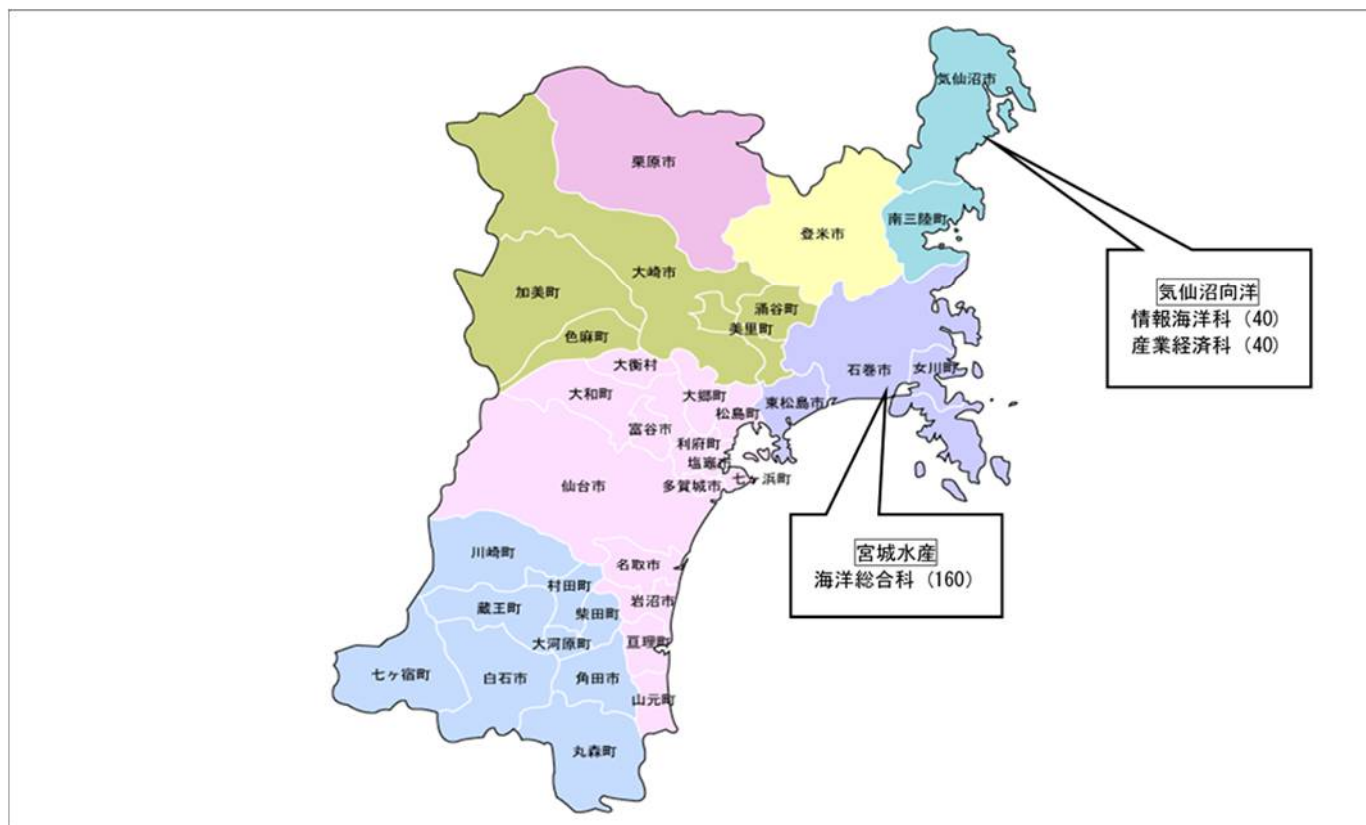 気仙沼市
栗原市
登米市
南三陸町
大崎市
加美町
涌谷町
美里町
色麻町
大衡村
石巻市
女川町
大和町
大郷町
東松島市
松島町
富谷市
利府町
塩竈市
七ヶ浜町
仙台市
多賀城市
川崎町
名取市
村田町
岩沼市
蔵王町
柴田町
大河原町
亘理町
七ヶ宿町
白石市
角田市
山元町
丸森町
気仙沼向洋
情報海洋科（40）
産業経済科（40）
宮城水産
海洋総合科（160）